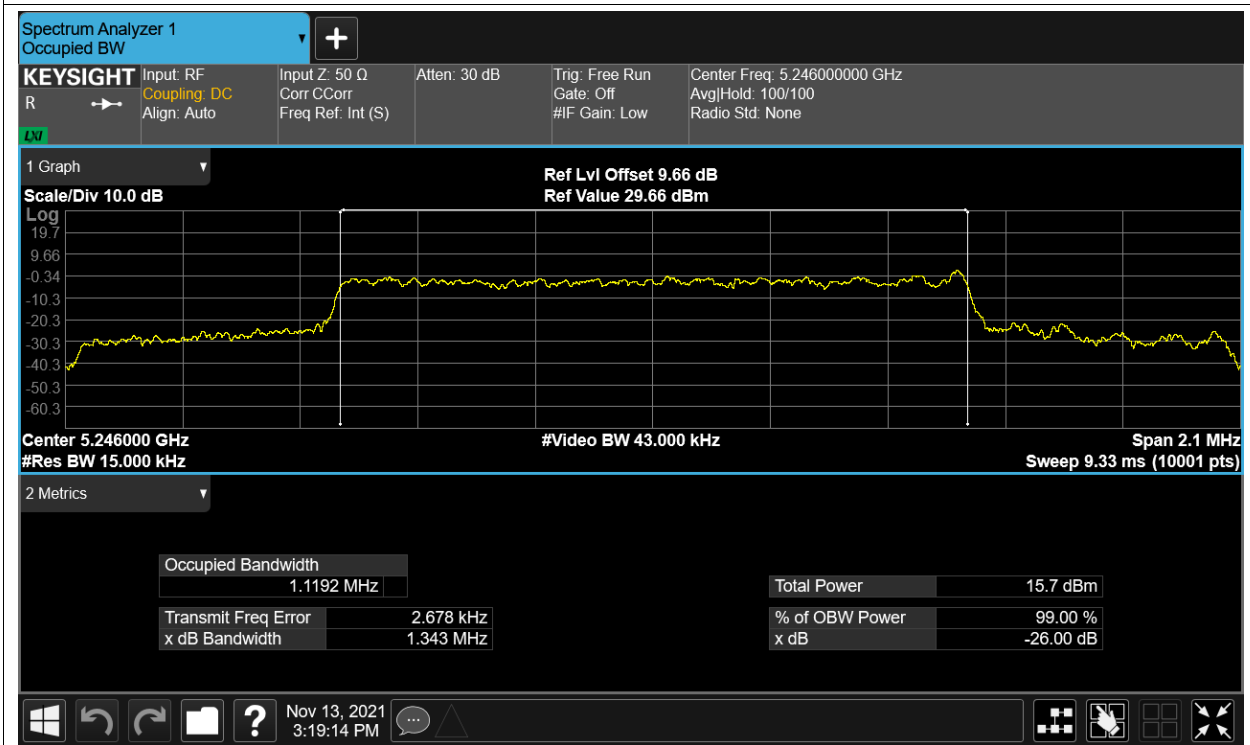 Spectrum Analyzer 1
Occupied BW
KEYSIGHT Input: RF Input Z: 50 Ω Atten: 30 dB Trig: Free Run Center Freq: 5.246000000 GHz
R Coupling: DC Corr CCorr Gate: Off Avg|Hold: 100/100
Align: Auto Freq Ref: Int (S) #IF Gain: Low Radio Std: None
LXI
1 Graph
Ref Lvl Offset 9.66 dB
Scale/Div 10.0 dB Ref Value 29.66 dBm
Log
19.7
9.66
-0.34
-10.3
-20.3
-30.3
-40.3
-50.3
-60.3
Center 5.246000 GHz #Video BW 43.000 kHz Span 2.1 MHz
#Res BW 15.000 kHz Sweep 9.33 ms (10001 pts)
2 Metrics
Occupied Bandwidth
1.1192 MHz Total Power 15.7 dBm
Transmit Freq Error 2.678 kHz % of OBW Power 99.00 %
x dB Bandwidth 1.343 MHz x dB -26.00 dB
? Nov 13, 2021
3:19:14 PM